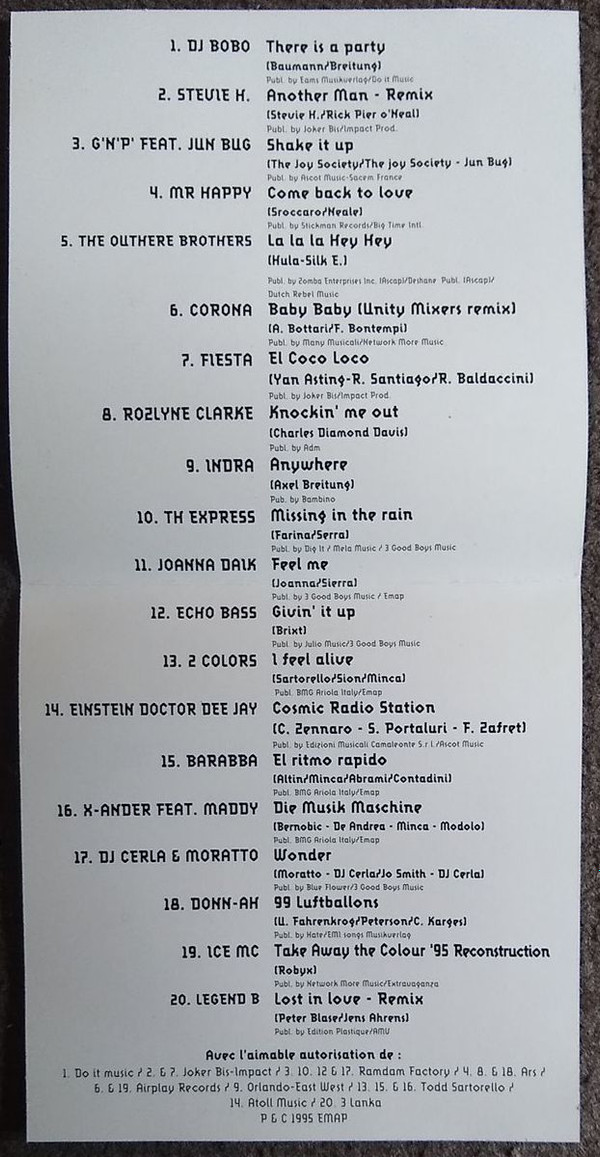 1. DJ BOBO There is a party
(Baumann/Breitung)
Publ. by Eams Musikverlag/Do it Music
2. STEVIE H. Another Man - Remix
(Stevie H./Rick Pier o'Neal)
Publ. by Joker Bis/Impact Prod.
3. G'N'P' FEAT. JUN BUG Shake it up
(The Joy Society/The joy Society - Jun Bug)
Publ. by Ascot Music-Sacem France
4. MR HAPPY Come back to love
(Sroccaro/Neale)
Publ. by Stickman Records/Big Time Intl.
5. THE OUTHERE BROTHERS La la la Hey Hey
(Hula-Silk E.)
Publ. by Zomba Enterprises Inc. (Ascap)/Deshane Publ. (Ascap)/
Dutch Rebel Music
6. CORONA Baby Baby (Unity Mixers remix)
(A. Bottari/F. Bontempi)
Publ. by Many Musicali/Network More Music
7. FIESTA El Coco Loco
(Yan Asting-R. Santiago/R. Baldaccini)
Publ. by Joker Bis/Impact Prod.
8. ROZLYNE CLARKE Knockin' me out
(Charles Diamond Davis)
Publ. by Adm
9. INDRA Anywhere
(Axel Breitung)
Pub. by Bambino
10. TH EXPRESS Missing in the rain
(Farina/Serra)
Publ. by Dig It / Mela Music / 3 Good Boys Music
11. JOANNA DAIK Feel me
(Joanna/Sierra)
Publ. by 3 Good Boys Music / Emap
12. ECHO BASS Givin' it up
(Brixt)
Publ. by Julio Music/3 Good Boys Music
13. 2 COLORS I feel alive
(Sartorello/Sion/Minca)
Publ. BMG Ariola Italy/Emap
14. EINSTEIN DOCTOR DEE JAY Cosmic Radio Station
(C. Zennaro - S. Portaluri - F. Zafret)
Publ. by Edizioni Musicali Camaleonte S.r.l./Ascot Music
15. BARABBA El ritmo rapido
(Altin/Minca/Abrami/Contadini)
Publ. BMG Ariola Italy/Emap
16. X-ANDER FEAT. MADDY Die Musik Maschine
(Bernobic - De Andrea - Minca - Modolo)
Publ. BMG Ariola Italy/Emap
17. DJ CERLA & MORATTO Wonder
(Moratto - DJ Cerla/Jo Smith - DJ Cerla)
Publ. by Blue Flower/3 Good Boys Music
18. DONN-AH 99 Luftballons
(U. Fahrenkrog/Peterson/C. Karges)
Publ. by Hate/EMI songs Musikverlag
19. ICE MC Take Away the Colour '95 Reconstruction
(Robyx)
Publ. by Network More Music/Extravaganza
20. LEGEND B Lost in love - Remix
(Peter Blase/Jens Ahrens)
Publ. by Edition Plastique/AMV
Avec l'aimable autorisation de :
1. Do it music / 2. & 7. Joker Bis-Impact / 3. 10. 12 & 17. Ramdam Factory / 4. 8. & 18. Ars /
6. & 19. Airplay Records / 9. Orlando-East West / 13. 15. & 16. Todd Sartorello /
14. Atoll Music / 20. 3 Lanka
P & C 1995 EMAP